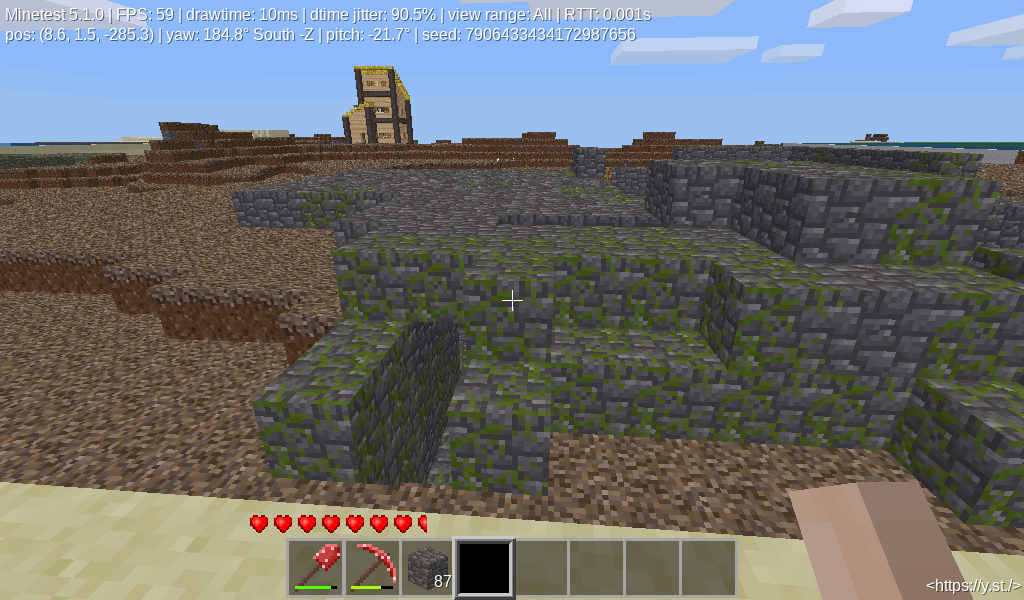 Minetest 5.1.0 | FPS: 59 | drawtime: 10ms | dtime jitter: 90.5% | view range: All | RTT: 0.001s
pos: (8.6, 1.5, -285.3) | yaw: 184.8° South -Z | pitch: -21.7° | seed: 7906433434172987656
87
<https://y.st./>